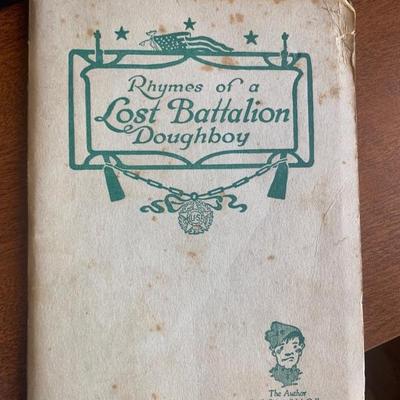 Rhymes of a
Lost Battalion
Doughboy
The Author